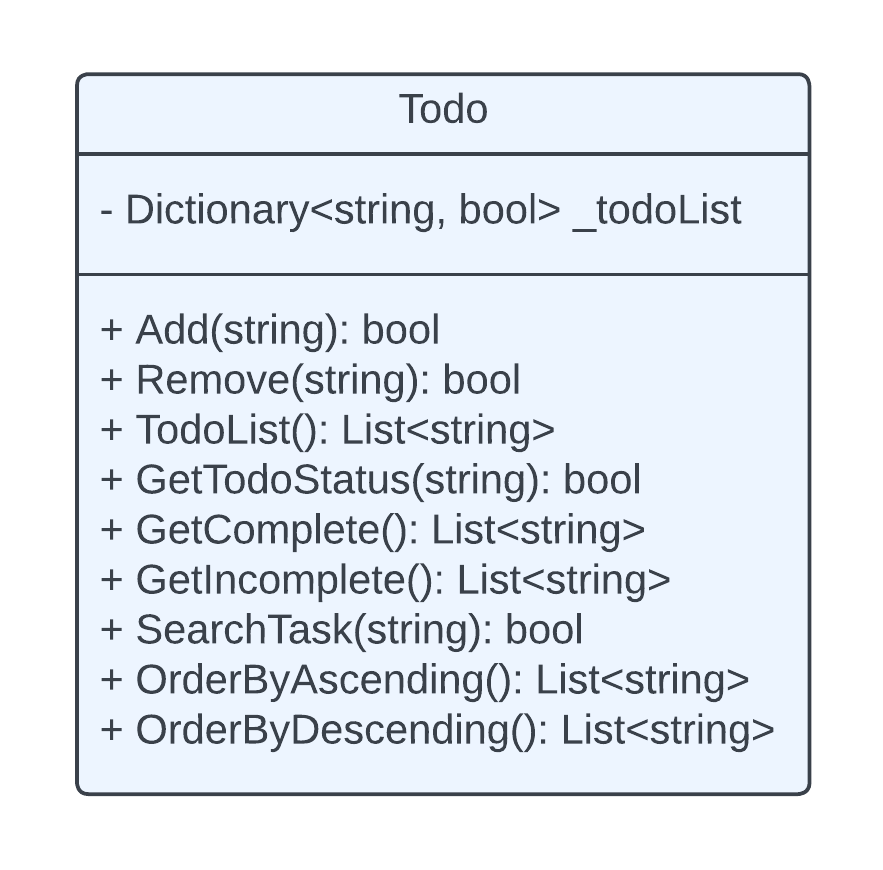 Todo
- Dictionary<string, bool> _todoList
+ Add(string): bool
+ Remove(string): bool
+ TodoList(): List<string>
+ GetTodoStatus(string): bool
+ GetComplete(): List<string>
+ GetIncomplete(): List<string>
+ SearchTask(string): bool
+ OrderByAscending(): List<string>
+ OrderByDescending(): List<string>